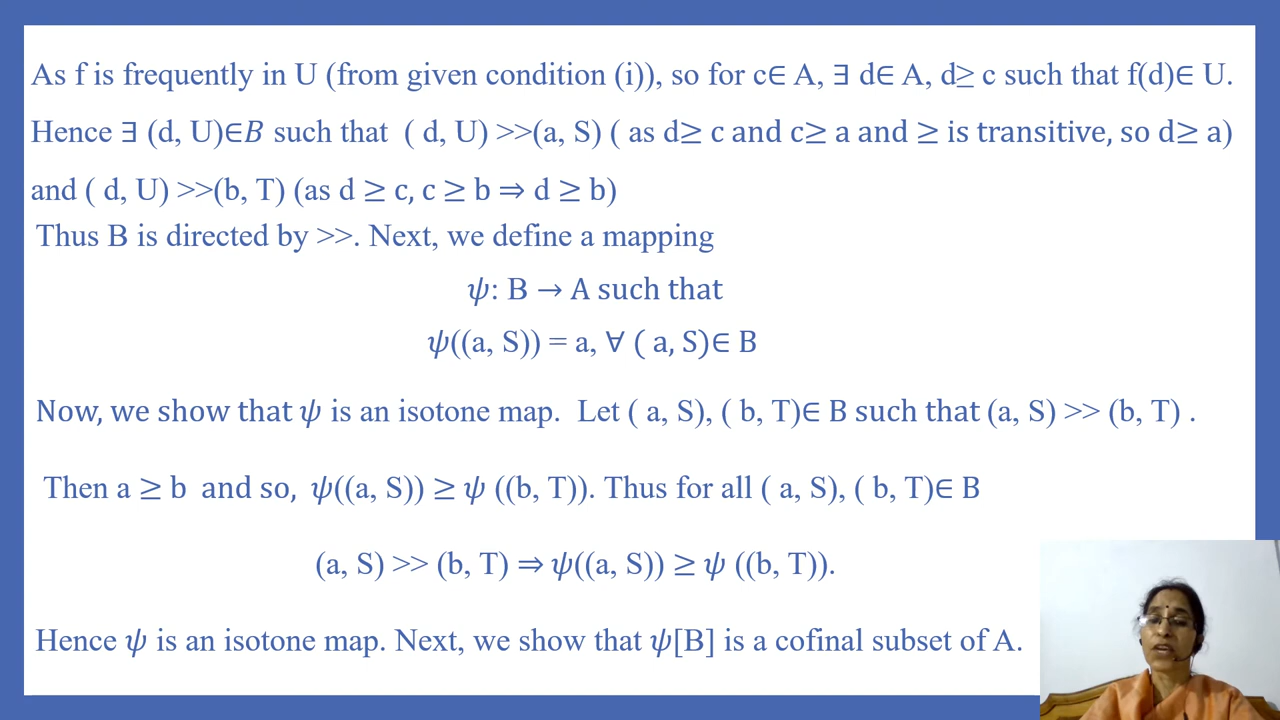 As f is frequently in U (from given condition (i)), so for c∈ A, ∃ d∈ A, d≥ c such that f(d)∈ U.
Hence ∃ (d, U)∈B such that ( d, U) >>(a, S) ( as d≥ c and c≥ a and ≥ is transitive, so d≥ a)
and ( d, U) >>(b, T) (as d ≥ c, c ≥ b ⇒ d ≥ b)
Thus B is directed by >>. Next, we define a mapping
ψ: B → A such that
ψ((a, S)) = a, ∀ ( a, S)∈ B
Now, we show that ψ is an isotone map. Let ( a, S), ( b, T)∈ B such that (a, S) >> (b, T) .
Then a ≥ b and so, ψ((a, S)) ≥ ψ ((b, T)). Thus for all ( a, S), ( b, T)∈ B
(a, S) >> (b, T) ⇒ ψ((a, S)) ≥ ψ ((b, T)).
Hence ψ is an isotone map. Next, we show that ψ[B] is a cofinal subset of A.